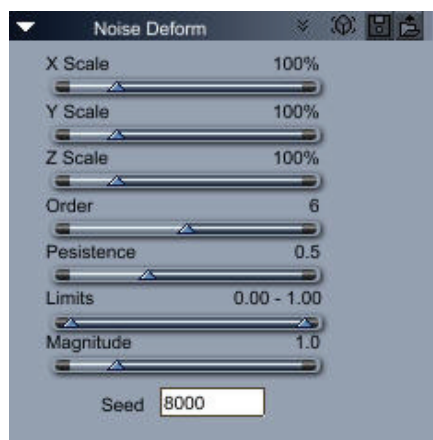 Noise Deform
X Scale 100%
Y Scale 100%
Z Scale 100%
Order 6
Pesistence 0.5
Limits 0.00 - 1.00
Magnitude 1.0
Seed 8000